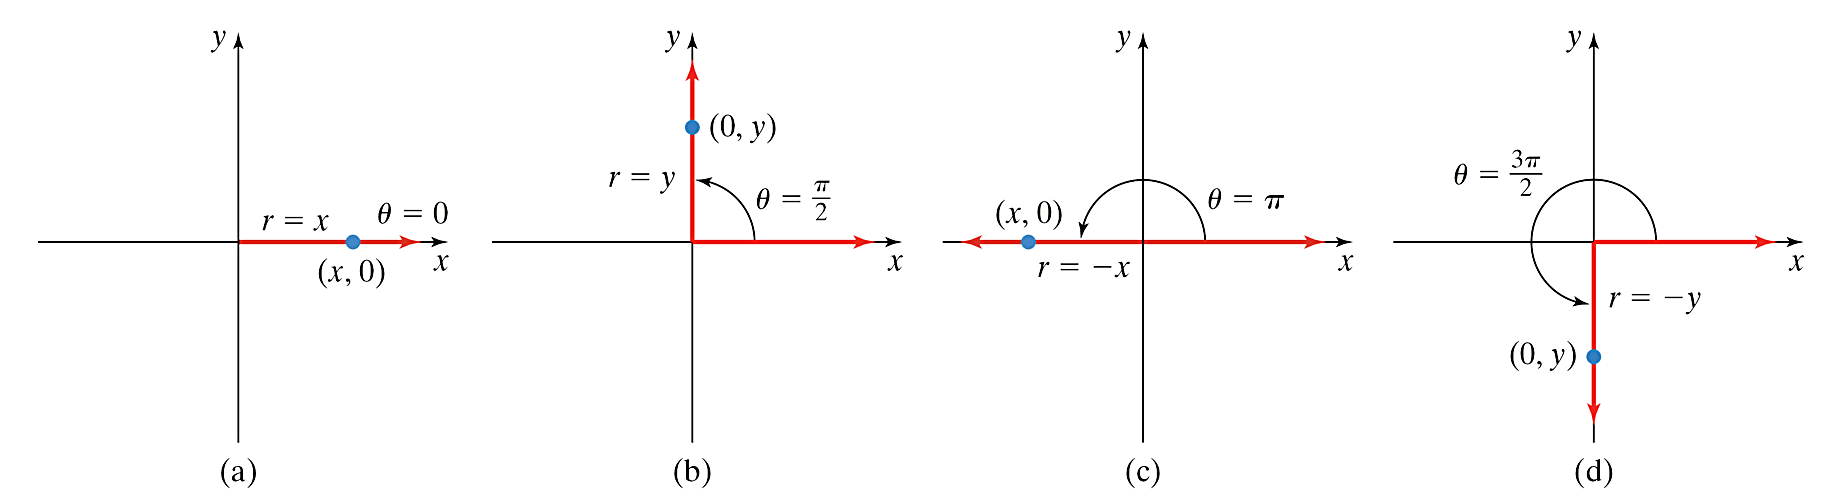 y
r = x
θ = 0
(x, 0)
x
(a)
y
(0, y)
r = y
θ = π/2
x
(b)
y
(x, 0)
θ = π
r = −x
x
(c)
y
θ = 3π/2
x
r = −y
(0, y)
(d)